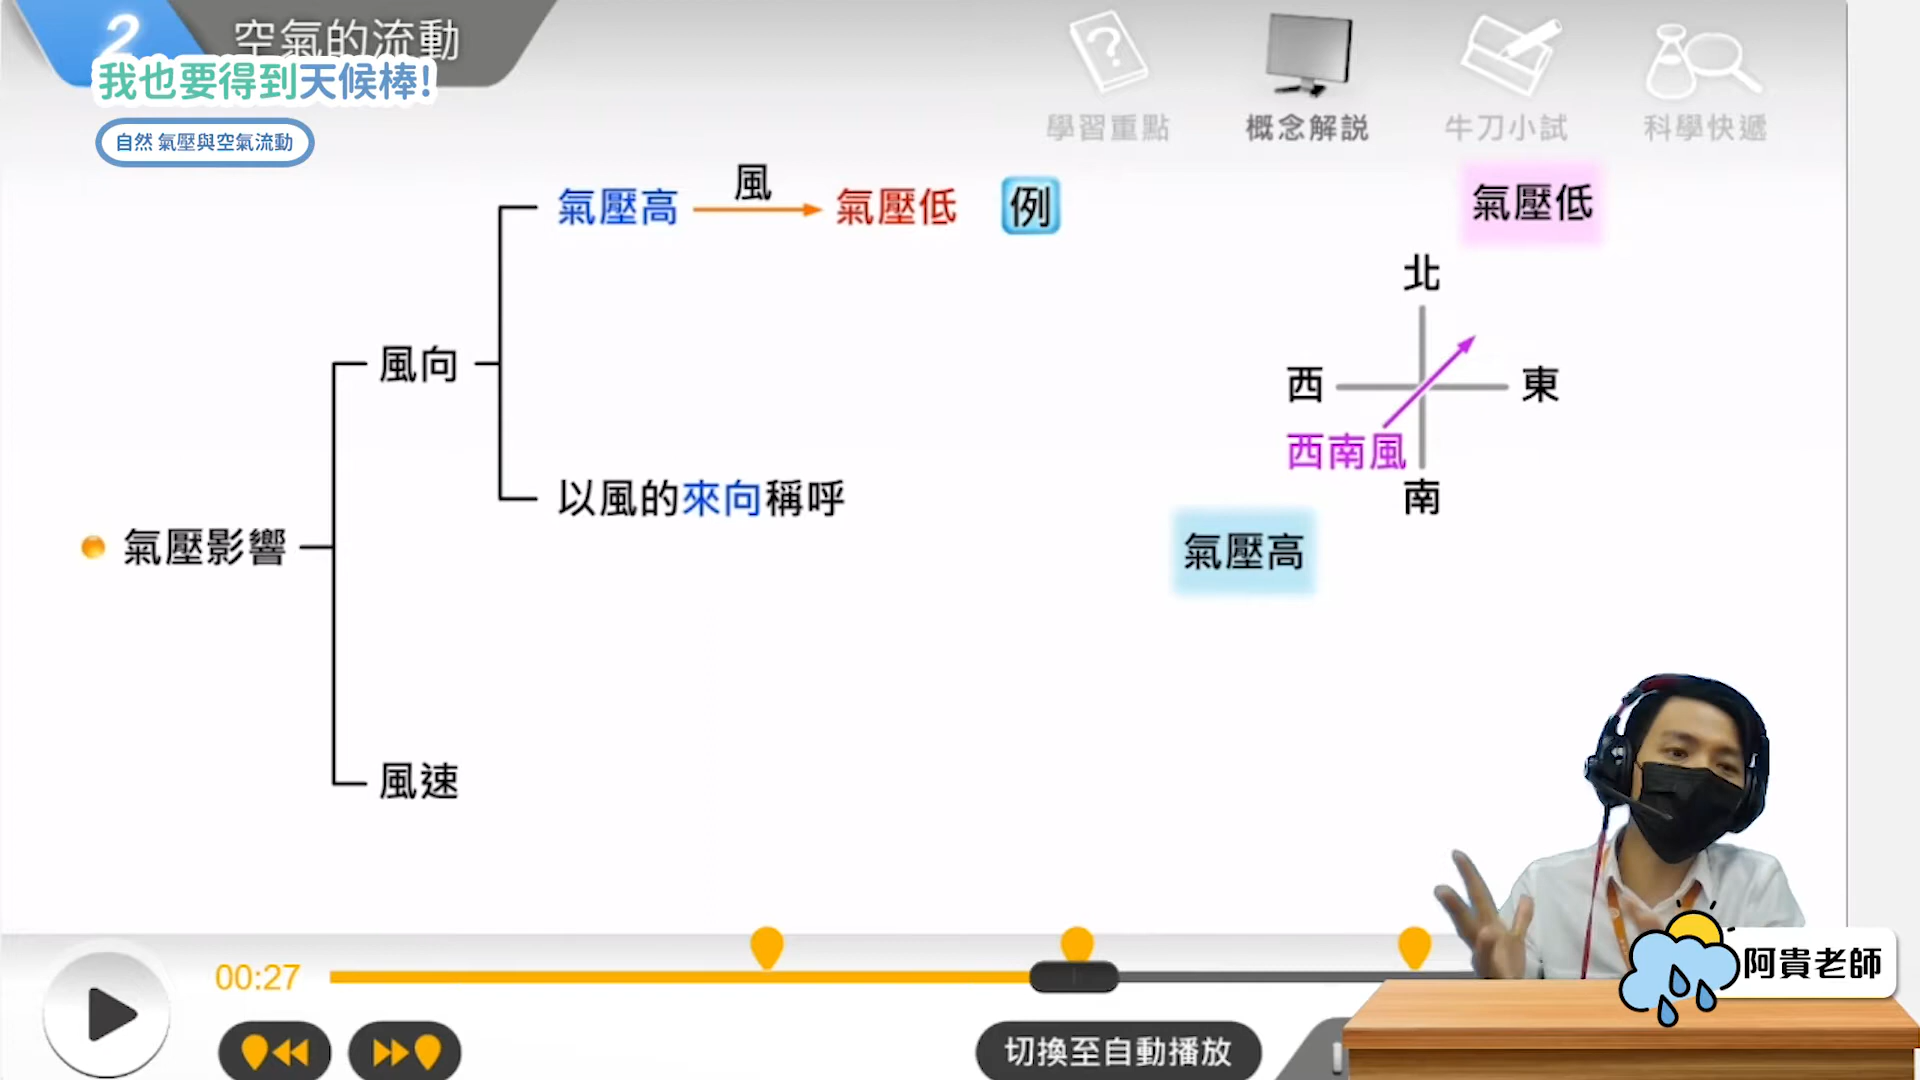 2
空氣的流動
我也要得到天候棒!
自然 氣壓與空氣流動
學習重點
概念解說
牛刀小試
科學快遞
氣壓高
風
氣壓低
例
氣壓低
北
西
東
西南風
南
氣壓高
風向
以風的來向稱呼
氣壓影響
風速
00:27
切換至自動播放
阿貴老師